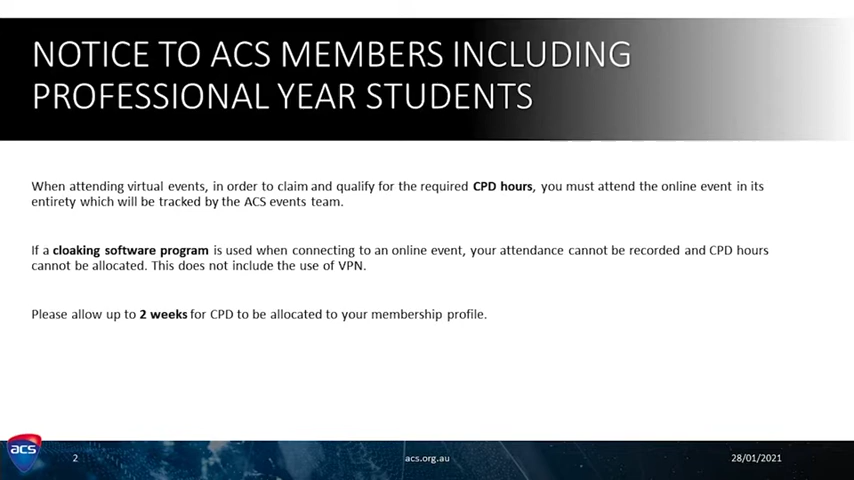 NOTICE TO ACS MEMBERS INCLUDING
PROFESSIONAL YEAR STUDENTS
When attending virtual events, in order to claim and qualify for the required CPD hours, you must attend the online event in its
entirety which will be tracked by the ACS events team.
If a cloaking software program is used when connecting to an online event, your attendance cannot be recorded and CPD hours
cannot be allocated. This does not include the use of VPN.
Please allow up to 2 weeks for CPD to be allocated to your membership profile.
acs
2
acs.org.au
28/01/2021